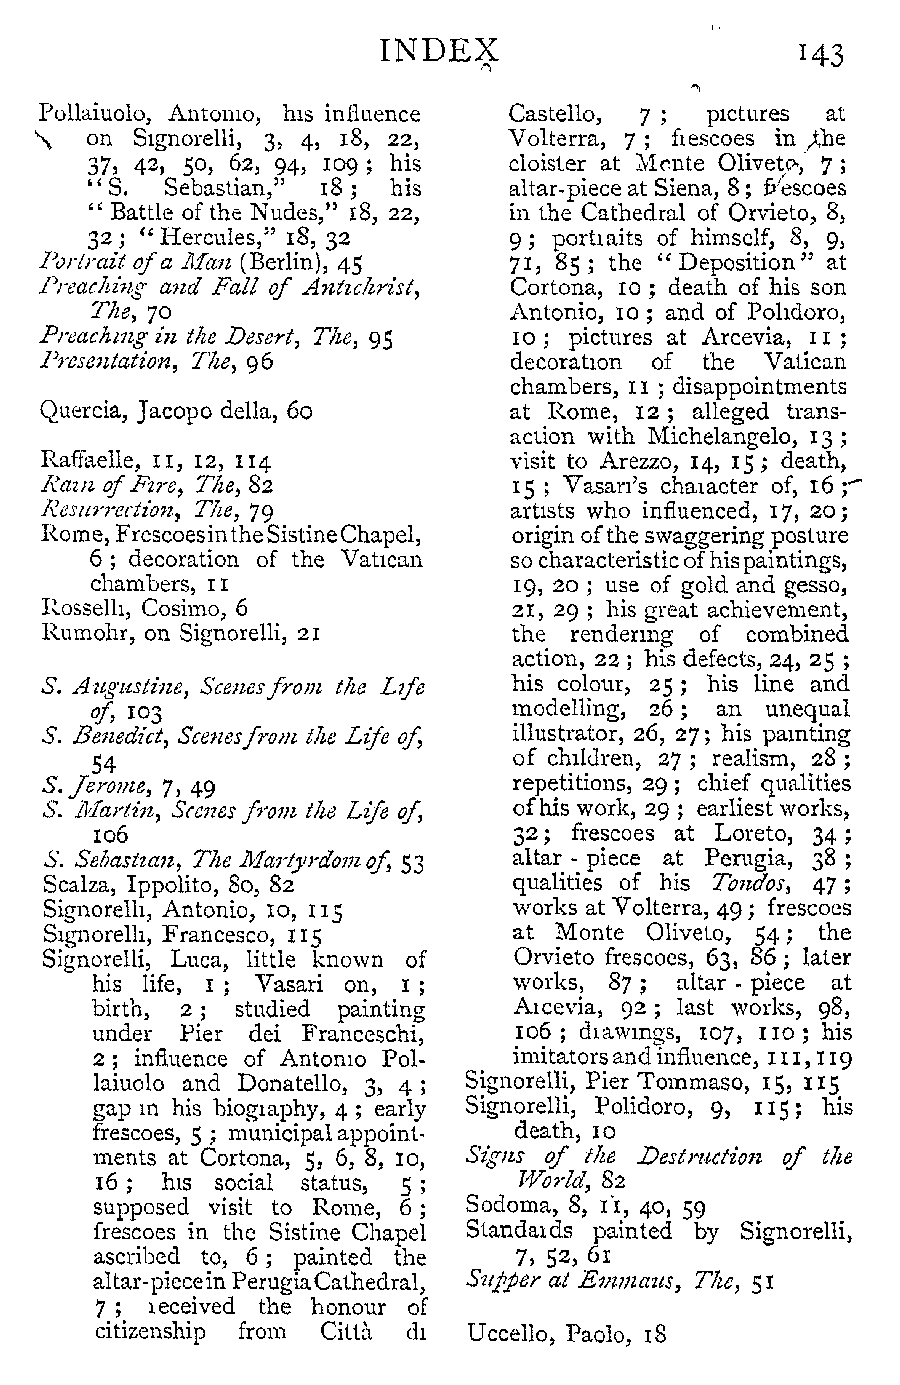 INDEX 143
Pollaiuolo, Antonio, his influence
on Signorelli, 3, 4, 18, 22,
37, 42, 50, 62, 94, 109; his
"S. Sebastian," 18; his
"Battle of the Nudes," 18, 22,
32; "Hercules," 18, 32
Portrait of a Man (Berlin), 45
Preaching and Fall of Antichrist,
The, 70
Preaching in the Desert, The, 95
Presentation, The, 96
Quercia, Jacopo della, 60
Raffaelle, 11, 12, 114
Rain of Fire, The, 82
Resurrection, The, 79
Rome, Frescoes in the Sistine Chapel,
6; decoration of the Vatican
chambers, 11
Rosselli, Cosimo, 6
Rumohr, on Signorelli, 21
S. Augustine, Scenes from the Life
of, 103
S. Benedict, Scenes from the Life of,
54
S. Jerome, 7, 49
S. Martin, Scenes from the Life of,
106
S. Sebastian, The Martyrdom of, 53
Scalza, Ippolito, 80, 82
Signorelli, Antonio, 10, 115
Signorelli, Francesco, 115
Signorelli, Luca, little known of
his life, 1; Vasari on, 1;
birth, 2; studied painting
under Pier dei Franceschi,
2; influence of Antonio Pol-
laiuolo and Donatello, 3, 4;
gap in his biography, 4; early
frescoes, 5; municipal appoint-
ments at Cortona, 5, 6, 8, 10,
16; his social status, 5;
supposed visit to Rome, 6;
frescoes in the Sistine Chapel
ascribed to, 6; painted the
altar-piece in Perugia Cathedral,
7; received the honour of
citizenship from Città di
Castello, 7; pictures at
Volterra, 7; frescoes in the
cloister at Monte Oliveto, 7;
altar-piece at Siena, 8; frescoes
in the Cathedral of Orvieto, 8,
9; portraits of himself, 8, 9,
71, 85; the "Deposition" at
Cortona, 10; death of his son
Antonio, 10; and of Polidoro,
10; pictures at Arcevia, 11;
decoration of the Vatican
chambers, 11; disappointments
at Rome, 12; alleged trans-
action with Michelangelo, 13;
visit to Arezzo, 14, 15; death,
15; Vasari's character of, 16;
artists who influenced, 17, 20;
origin of the swaggering posture
so characteristic of his paintings,
19, 20; use of gold and gesso,
21, 29; his great achievement,
the rendering of combined
action, 22; his defects, 24, 25;
his colour, 25; his line and
modelling, 26; an unequal
illustrator, 26, 27; his painting
of children, 27; realism, 28;
repetitions, 29; chief qualities
of his work, 29; earliest works,
32; frescoes at Loreto, 34;
altar-piece at Perugia, 38;
qualities of his Tondos, 47;
works at Volterra, 49; frescoes
at Monte Oliveto, 54; the
Orvieto frescoes, 63, 86; later
works, 87; altar-piece at
Arcevia, 92; last works, 98,
106; drawings, 107, 110; his
imitators and influence, 111, 119
Signorelli, Pier Tommaso, 15, 115
Signorelli, Polidoro, 9, 115; his
death, 10
Signs of the Destruction of the
World, 82
Sodoma, 8, 11, 40, 59
Standards painted by Signorelli,
7, 52, 61
Supper at Emmaus, The, 51
Uccello, Paolo, 18